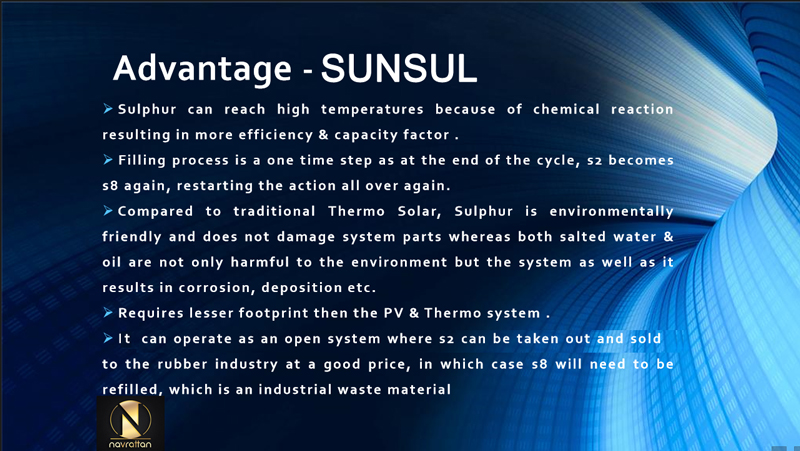 Advantage - SUNSUL
➢ Sulphur can reach high temperatures because of chemical reaction
resulting in more efficiency & capacity factor .
➢ Filling process is a one time step as at the end of the cycle, s2 becomes
s8 again, restarting the action all over again.
➢ Compared to traditional Thermo Solar, Sulphur is environmentally
friendly and does not damage system parts whereas both salted water &
oil are not only harmful to the environment but the system as well as it
results in corrosion, deposition etc.
➢ Requires lesser footprint then the PV & Thermo system .
➢ It can operate as an open system where s2 can be taken out and sold
to the rubber industry at a good price, in which case s8 will need to be
refilled, which is an industrial waste material
N
navrattan